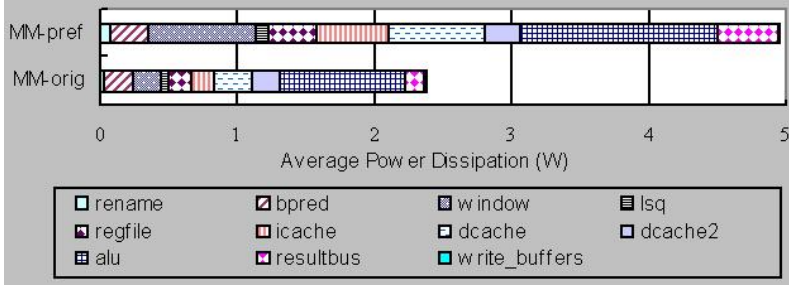 MM-pref
MM-orig
0 1 2 3 4 5
Average Power Dissipation (W)
rename bpred window lsq
regfile icache dcache dcache2
alu resultbus write_buffers